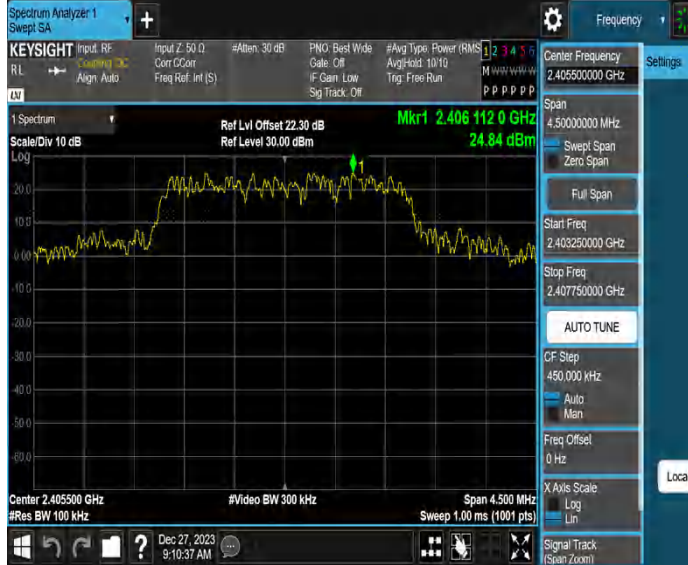 Spectrum Analyzer 1
Swept SA
+
Frequency
KEYSIGHT
RL
Input: RF
Coupling: DC
Align: Auto
Input Z: 50 Ω
Corr CCorr
Freq Ref: Int (S)
#Atten: 30 dB
PNO: Best Wide
Gate: Off
IF Gain: Low
Sig Track: Off
#Avg Type: Power (RMS
Avg|Hold: 10/10
Trig: Free Run
1 2 3 4 5 6
M W W W W W
P P P P P P
LXI
1 Spectrum
Scale/Div 10 dB
Ref Lvl Offset 22.30 dB
Ref Level 30.00 dBm
Mkr1 2.406 112 0 GHz
24.84 dBm
Log
1
20.0
10.0
0.00
-10.0
-20.0
-30.0
-40.0
-50.0
-60.0
Center 2.405500 GHz
#Res BW 100 kHz
#Video BW 300 kHz
Span 4.500 MHz
Sweep 1.00 ms (1001 pts)
?
Dec 27, 2023
9:10:37 AM
Center Frequency
2.405500000 GHz
Settings
Span
4.50000000 MHz
Swept Span
Zero Span
Full Span
Start Freq
2.403250000 GHz
Stop Freq
2.407750000 GHz
AUTO TUNE
CF Step
450.000 kHz
Auto
Man
Freq Offset
0 Hz
X Axis Scale
Log
Lin
Signal Track
(Span Zoom)
Loca